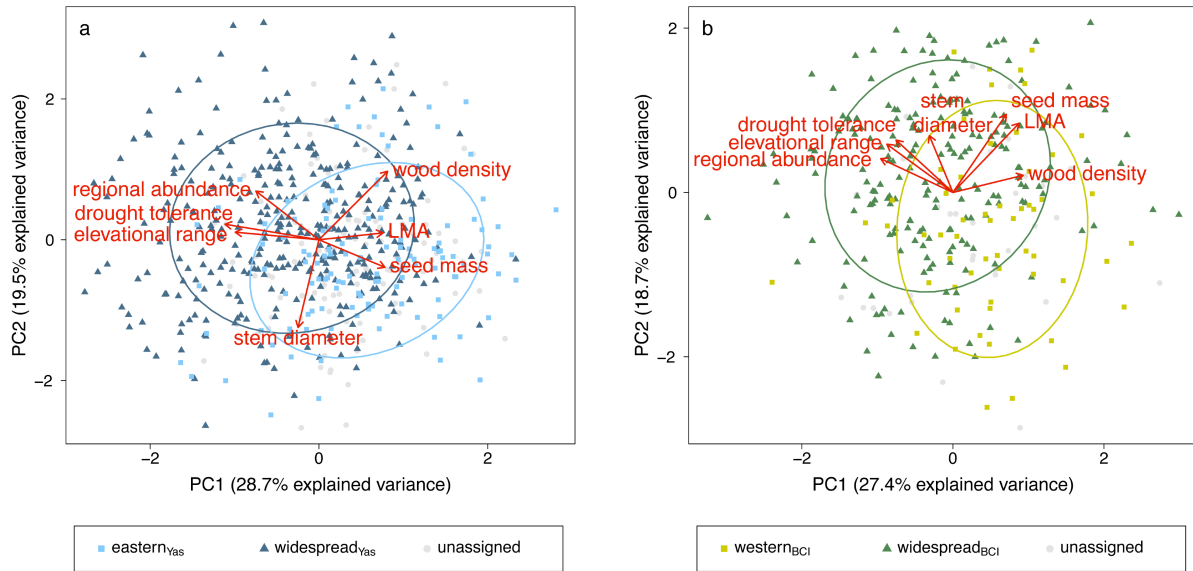 a
PC2 (19.5% explained variance)
2
0
−2
wood density
regional abundance
drought tolerance
elevational range
LMA
seed mass
stem diameter
−2
0
2
PC1 (28.7% explained variance)
eastern_Yas
widespread_Yas
unassigned
b
PC2 (18.7% explained variance)
2
0
−2
stem
diameter
seed mass
LMA
drought tolerance
elevational range
regional abundance
wood density
−2
0
2
PC1 (27.4% explained variance)
western_BCI
widespread_BCI
unassigned